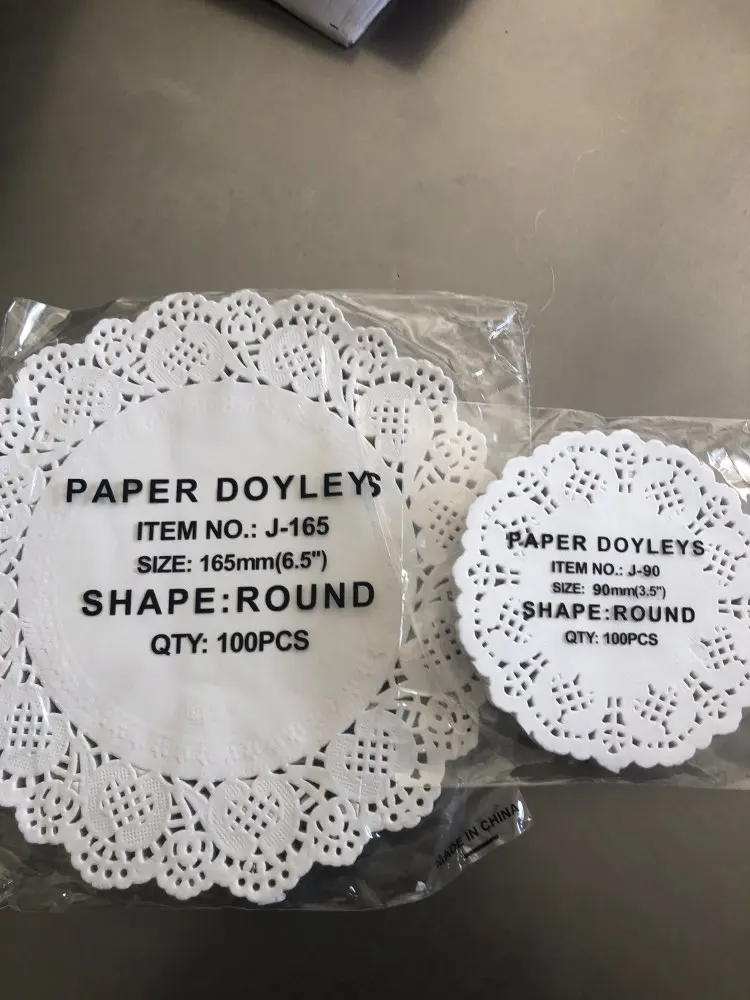 PAPER DOYLEYS
ITEM NO.: J-165
SIZE: 165mm(6.5")
SHAPE:ROUND
QTY: 100PCS
PAPER DOYLEYS
ITEM NO.: J-90
SIZE: 90mm(3.5")
SHAPE:ROUND
QTY: 100PCS
MADE IN CHINA